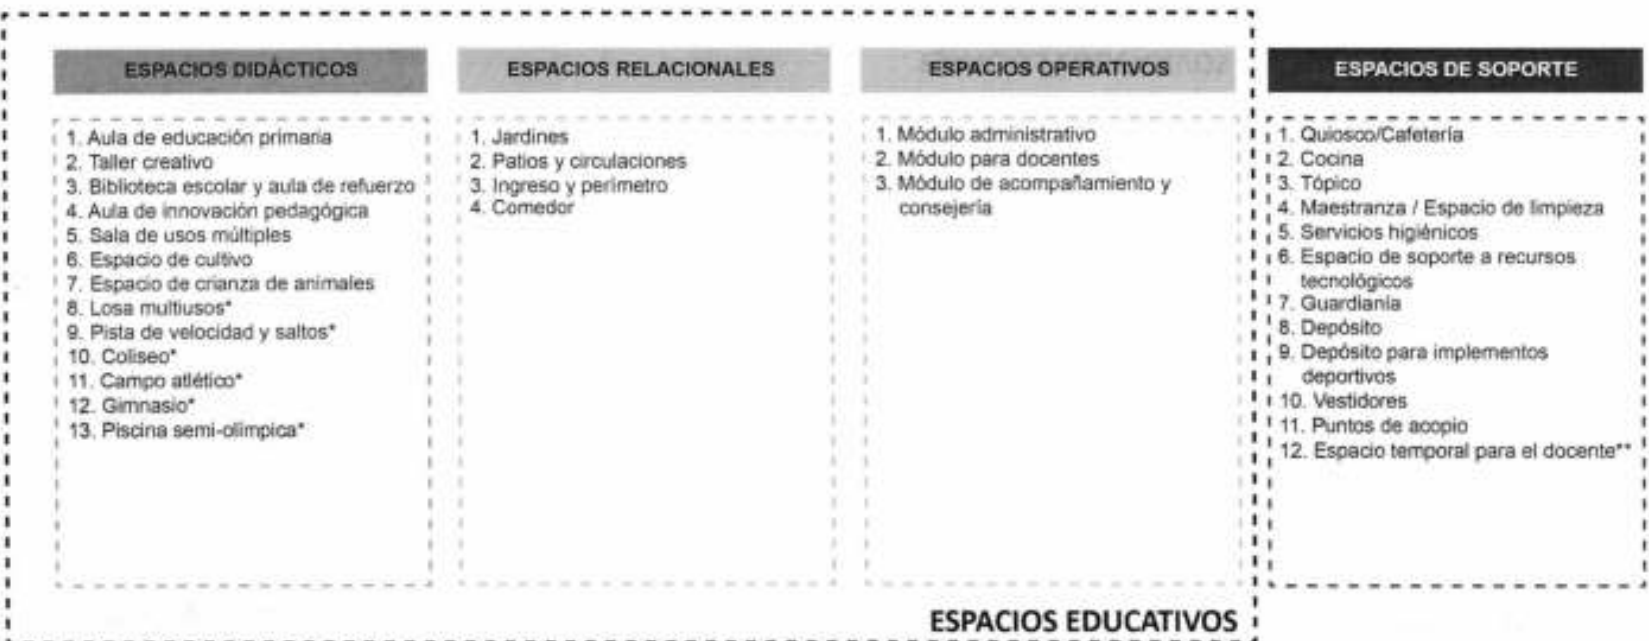 ESPACIOS DIDÁCTICOS
1. Aula de educación primaria
2. Taller creativo
3. Biblioteca escolar y aula de refuerzo
4. Aula de innovación pedagógica
5. Sala de usos múltiples
6. Espacio de cultivo
7. Espacio de crianza de animales
8. Losa multiusos*
9. Pista de velocidad y saltos*
10. Coliseo*
11. Campo atlético*
12. Gimnasio*
13. Piscina semi-olímpica*
ESPACIOS RELACIONALES
1. Jardines
2. Patios y circulaciones
3. Ingreso y perímetro
4. Comedor
ESPACIOS OPERATIVOS
1. Módulo administrativo
2. Módulo para docentes
3. Módulo de acompañamiento y
consejería
ESPACIOS EDUCATIVOS
ESPACIOS DE SOPORTE
1. Quiosco/Cafetería
2. Cocina
3. Tópico
4. Maestranza / Espacio de limpieza
5. Servicios higiénicos
6. Espacio de soporte a recursos
tecnológicos
7. Guardianía
8. Depósito
9. Depósito para implementos
deportivos
10. Vestidores
11. Puntos de acopio
12. Espacio temporal para el docente**